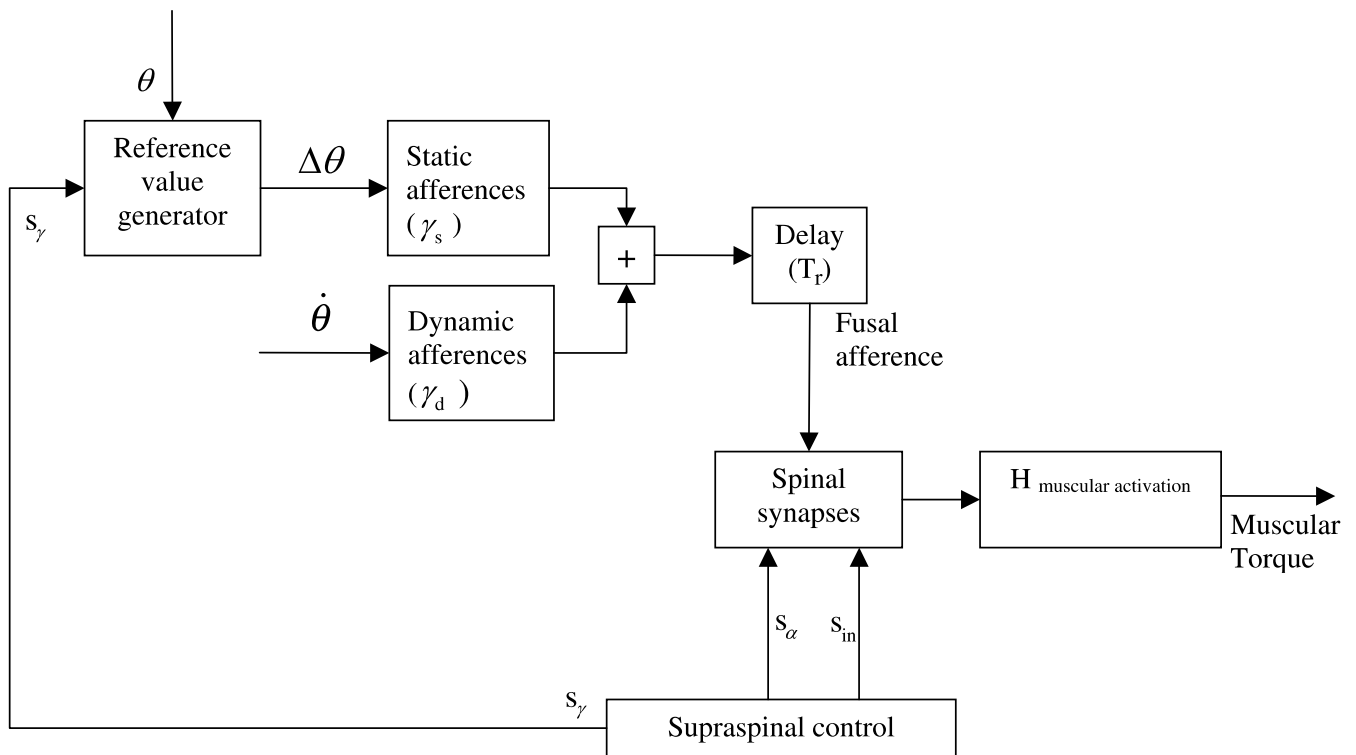 θ
Reference
value
generator
Δθ
Static
afferences
(γs)
sγ
+
Delay
(Tr)
θ̇
Dynamic
afferences
(γd)
Fusal
afference
Spinal
synapses
H muscular activation
Muscular
Torque
sα
sin
sγ
Supraspinal control